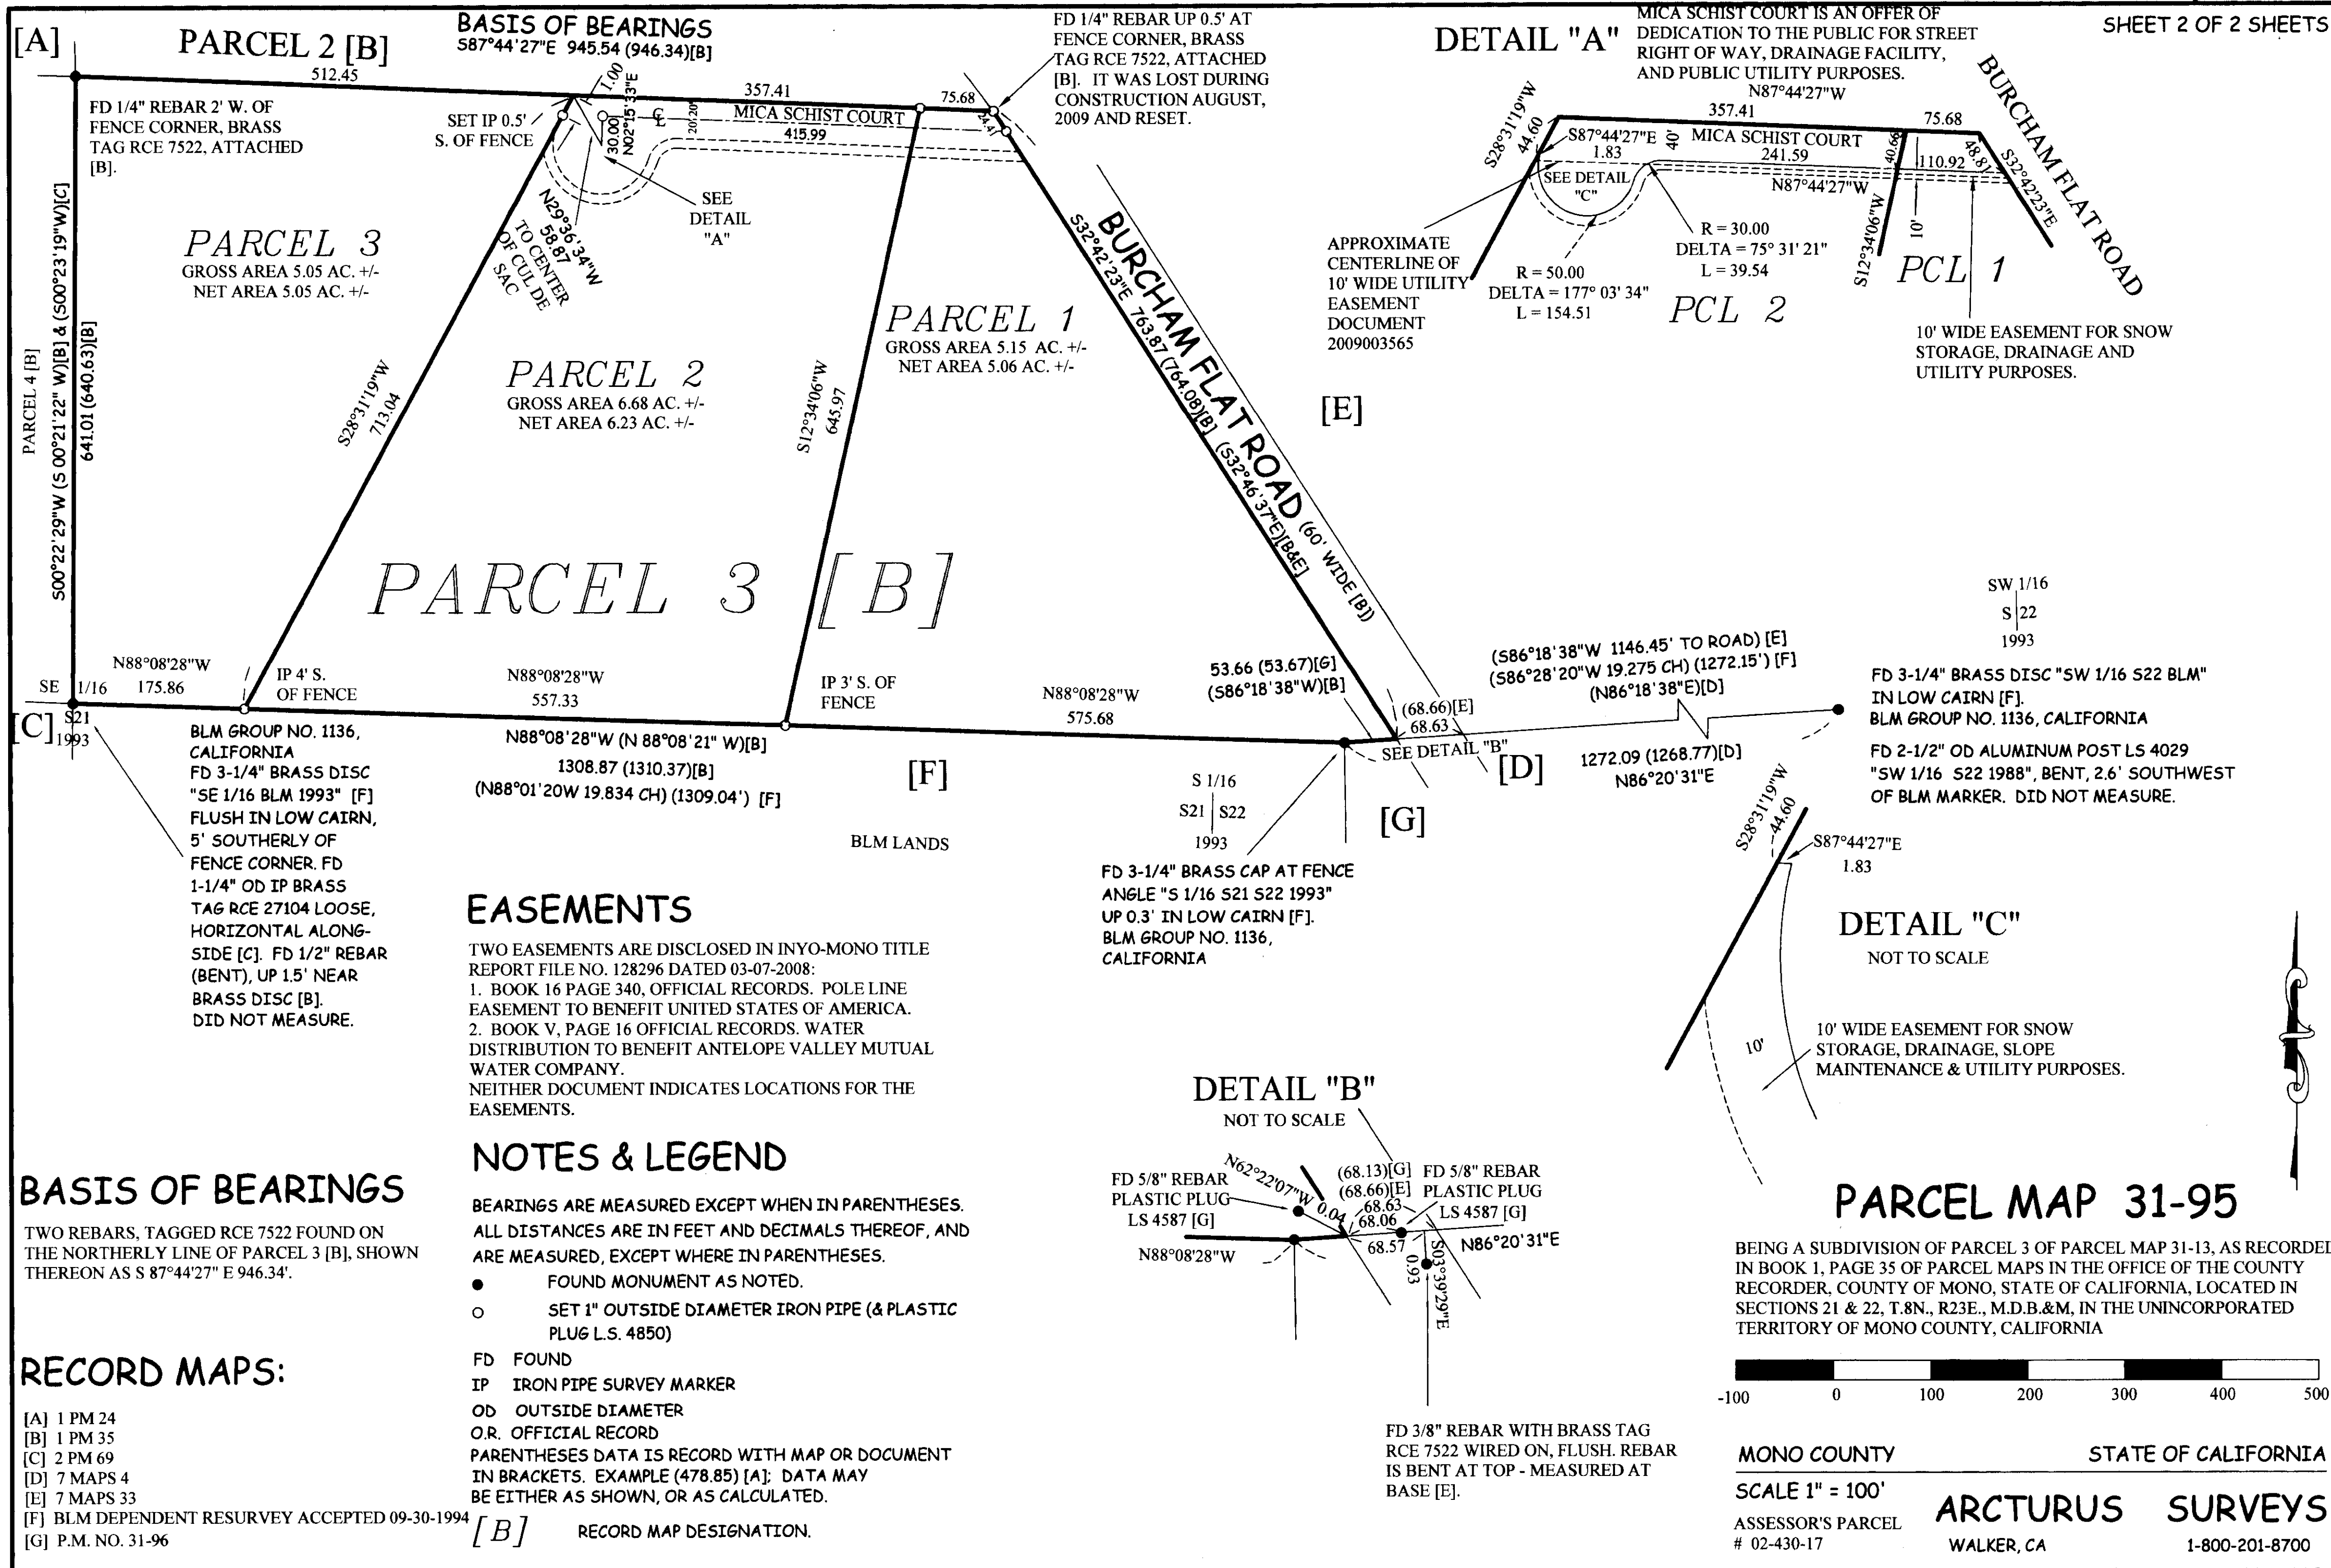 SHEET 2 OF 2 SHEETS
[A]
PARCEL 2 [B]
BASIS OF BEARINGS
S87°44'27"E 945.54 (946.34)[B]
512.45
1.00
N02°15'33"E
30.00
357.41
75.68
20'
20'
C
L
MICA SCHIST COURT
415.99
24.41
FD 1/4" REBAR 2' W. OF
FENCE CORNER, BRASS
TAG RCE 7522, ATTACHED
[B].
SET IP 0.5'
S. OF FENCE
FD 1/4" REBAR UP 0.5' AT
FENCE CORNER, BRASS
TAG RCE 7522, ATTACHED
[B]. IT WAS LOST DURING
CONSTRUCTION AUGUST,
2009 AND RESET.
SEE
DETAIL
"A"
N29°36'34"W
58.87
TO CENTER
OF CUL DE
SAC
PARCEL 3
GROSS AREA 5.05 AC. +/-
NET AREA 5.05 AC. +/-
PARCEL 2
GROSS AREA 6.68 AC. +/-
NET AREA 6.23 AC. +/-
PARCEL 1
GROSS AREA 5.15 AC. +/-
NET AREA 5.06 AC. +/-
PARCEL 4 [B]
S00°22'29"W (S 00°21'22" W)[B] & (S00°23'19"W)[C]
641.01 (640.63)[B]
S28°31'19"W
713.04
S12°34'06"W
645.97
BURCHAM FLAT ROAD (60' WIDE [B])
S32°42'23"E 763.87 (764.08)[B] (S32°46'37"E)[B&E]
PARCEL 3 [B]
[E]
DETAIL "A"
MICA SCHIST COURT IS AN OFFER OF
DEDICATION TO THE PUBLIC FOR STREET
RIGHT OF WAY, DRAINAGE FACILITY,
AND PUBLIC UTILITY PURPOSES.
N87°44'27"W
357.41
75.68
BURCHAM FLAT ROAD
S28°31'19"W
44.60
S87°44'27"E
1.83
40'
MICA SCHIST COURT
241.59
40.66
110.92
48.81
S32°42'23"E
N87°44'27"W
SEE DETAIL
"C"
10'
S12°34'06"W
APPROXIMATE
CENTERLINE OF
10' WIDE UTILITY
EASEMENT
DOCUMENT
2009003565
R = 50.00
DELTA = 177° 03' 34"
L = 154.51
R = 30.00
DELTA = 75° 31' 21"
L = 39.54
PCL 2
PCL 1
10' WIDE EASEMENT FOR SNOW
STORAGE, DRAINAGE AND
UTILITY PURPOSES.
SE 1/16
S21
1993
[C]
N88°08'28"W
175.86
IP 4' S.
OF FENCE
N88°08'28"W
557.33
IP 3' S. OF
FENCE
N88°08'28"W
575.68
53.66 (53.67)[G]
(S86°18'38"W)[B]
(68.66)[E]
68.63
SEE DETAIL "B"
(S86°18'38"W 1146.45' TO ROAD) [E]
(S86°28'20"W 19.275 CH) (1272.15') [F]
(N86°18'38"E)[D]
1272.09 (1268.77)[D]
N86°20'31"E
SW 1/16
S 22
1993
FD 3-1/4" BRASS DISC "SW 1/16 S22 BLM"
IN LOW CAIRN [F].
BLM GROUP NO. 1136, CALIFORNIA
FD 2-1/2" OD ALUMINUM POST LS 4029
"SW 1/16 S22 1988", BENT, 2.6' SOUTHWEST
OF BLM MARKER. DID NOT MEASURE.
N88°08'28"W (N 88°08'21" W)[B]
1308.87 (1310.37)[B]
(N88°01'20W 19.834 CH) (1309.04') [F]
[F]
[D]
[G]
BLM LANDS
BLM GROUP NO. 1136,
CALIFORNIA
FD 3-1/4" BRASS DISC
"SE 1/16 BLM 1993" [F]
FLUSH IN LOW CAIRN,
5' SOUTHERLY OF
FENCE CORNER. FD
1-1/4" OD IP BRASS
TAG RCE 27104 LOOSE,
HORIZONTAL ALONG-
SIDE [C]. FD 1/2" REBAR
(BENT), UP 1.5' NEAR
BRASS DISC [B].
DID NOT MEASURE.
S 1/16
S21 S22
1993
FD 3-1/4" BRASS CAP AT FENCE
ANGLE "S 1/16 S21 S22 1993"
UP 0.3' IN LOW CAIRN [F].
BLM GROUP NO. 1136,
CALIFORNIA
EASEMENTS
TWO EASEMENTS ARE DISCLOSED IN INYO-MONO TITLE
REPORT FILE NO. 128296 DATED 03-07-2008:
1. BOOK 16 PAGE 340, OFFICIAL RECORDS. POLE LINE
EASEMENT TO BENEFIT UNITED STATES OF AMERICA.
2. BOOK V, PAGE 16 OFFICIAL RECORDS. WATER
DISTRIBUTION TO BENEFIT ANTELOPE VALLEY MUTUAL
WATER COMPANY.
NEITHER DOCUMENT INDICATES LOCATIONS FOR THE
EASEMENTS.
S28°31'19"W
44.60
S87°44'27"E
1.83
DETAIL "C"
NOT TO SCALE
10'
10' WIDE EASEMENT FOR SNOW
STORAGE, DRAINAGE, SLOPE
MAINTENANCE & UTILITY PURPOSES.
DETAIL "B"
NOT TO SCALE
FD 5/8" REBAR
PLASTIC PLUG
LS 4587 [G]
N62°22'07"W
0.04
(68.13)[G]
(68.66)[E]
68.63
68.06
68.57
FD 5/8" REBAR
PLASTIC PLUG
LS 4587 [G]
N88°08'28"W
N86°20'31"E
S03°39'29"E
0.93
FD 3/8" REBAR WITH BRASS TAG
RCE 7522 WIRED ON, FLUSH. REBAR
IS BENT AT TOP - MEASURED AT
BASE [E].
BASIS OF BEARINGS
TWO REBARS, TAGGED RCE 7522 FOUND ON
THE NORTHERLY LINE OF PARCEL 3 [B], SHOWN
THEREON AS S 87°44'27" E 946.34'.
RECORD MAPS:
[A] 1 PM 24
[B] 1 PM 35
[C] 2 PM 69
[D] 7 MAPS 4
[E] 7 MAPS 33
[F] BLM DEPENDENT RESURVEY ACCEPTED 09-30-1994
[G] P.M. NO. 31-96
NOTES & LEGEND
BEARINGS ARE MEASURED EXCEPT WHEN IN PARENTHESES.
ALL DISTANCES ARE IN FEET AND DECIMALS THEREOF, AND
ARE MEASURED, EXCEPT WHERE IN PARENTHESES.
FOUND MONUMENT AS NOTED.
SET 1" OUTSIDE DIAMETER IRON PIPE (& PLASTIC
PLUG L.S. 4850)
FD FOUND
IP IRON PIPE SURVEY MARKER
OD OUTSIDE DIAMETER
O.R. OFFICIAL RECORD
PARENTHESES DATA IS RECORD WITH MAP OR DOCUMENT
IN BRACKETS. EXAMPLE (478.85) [A]; DATA MAY
BE EITHER AS SHOWN, OR AS CALCULATED.
[B] RECORD MAP DESIGNATION.
PARCEL MAP 31-95
BEING A SUBDIVISION OF PARCEL 3 OF PARCEL MAP 31-13, AS RECORDED
IN BOOK 1, PAGE 35 OF PARCEL MAPS IN THE OFFICE OF THE COUNTY
RECORDER, COUNTY OF MONO, STATE OF CALIFORNIA, LOCATED IN
SECTIONS 21 & 22, T.8N., R23E., M.D.B.&M, IN THE UNINCORPORATED
TERRITORY OF MONO COUNTY, CALIFORNIA
-100 0 100 200 300 400 500
MONO COUNTY STATE OF CALIFORNIA
SCALE 1" = 100'
ASSESSOR'S PARCEL
# 02-430-17
ARCTURUS SURVEYS
WALKER, CA 1-800-201-8700